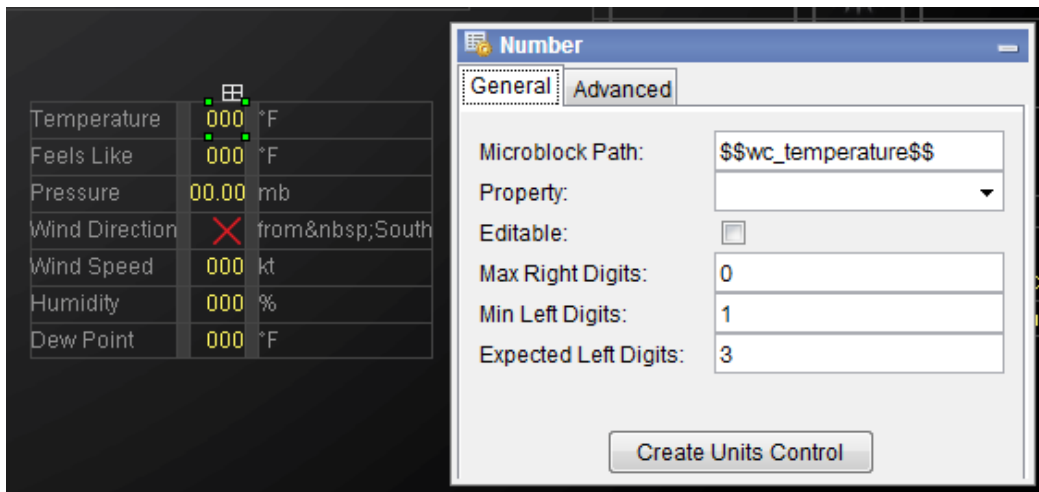 Temperature 000 °F
Feels Like 000 °F
Pressure 00.00 mb
Wind Direction from&nbsp;South
Wind Speed 000 kt
Humidity 000 %
Dew Point 000 °F
Number
General Advanced
Microblock Path: $$wc_temperature$$
Property:
Editable:
Max Right Digits: 0
Min Left Digits: 1
Expected Left Digits: 3
Create Units Control